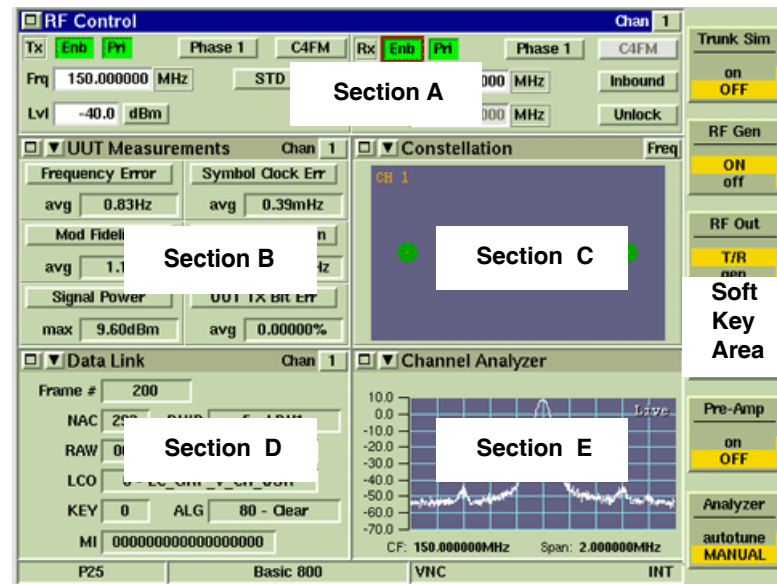 RF Control Chan 1
Tx Enb Pri Phase 1 C4FM Rx Enb Pri Phase 1 C4FM
Frq 150.000000 MHz STD MHz Inbound
Lvl -40.0 dBm MHz Unlock
Section A
UUT Measurements Chan 1
Frequency Error Symbol Clock Err
avg 0.83Hz avg 0.39mHz
Mod
avg
Section B
Signal Power UUT TX Bit Err
max 9.60dBm avg 0.00000%
Constellation Freq
CH 1
Section C
Data Link Chan 1
Frame # 200
NAC
RAW
Section D
LCO
KEY 0 ALG 80 - Clear
MI 000000000000000000
Channel Analyzer
10.0
0.0
-10.0
-20.0
-30.0
-40.0
-50.0
-60.0
-70.0
Live
Section E
CF: 150.000000MHz Span: 2.000000MHz
Trunk Sim
on
OFF
RF Gen
ON
off
RF Out
T/R
gen
Soft
Key
Area
Pre-Amp
on
OFF
Analyzer
autotune
MANUAL
P25 Basic 800 VNC INT